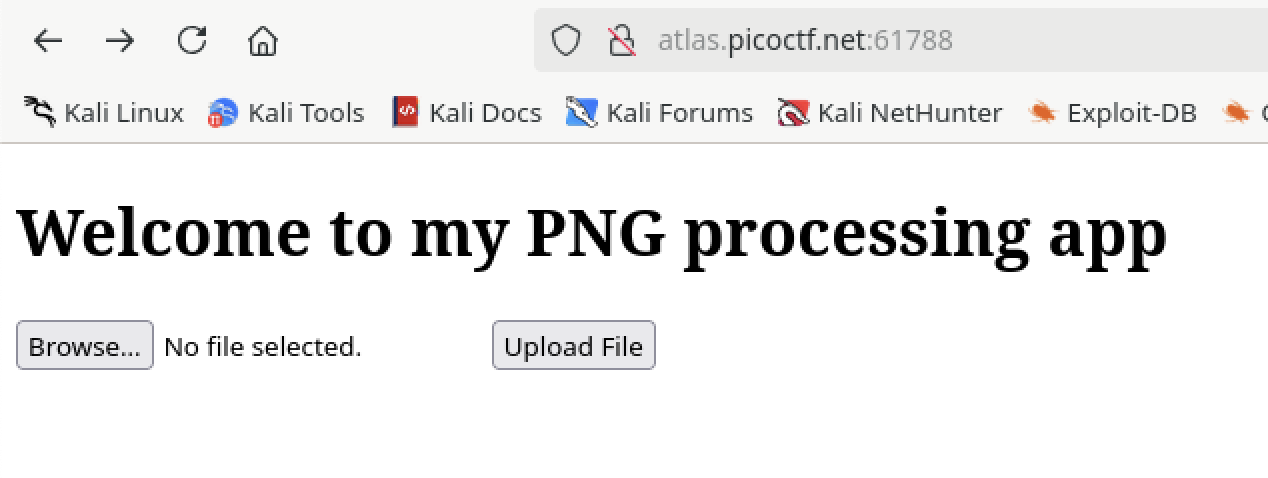 atlas.picoctf.net:61788
Kali Linux Kali Tools Kali Docs Kali Forums Kali NetHunter Exploit-DB
Welcome to my PNG processing app
Browse... No file selected. Upload File